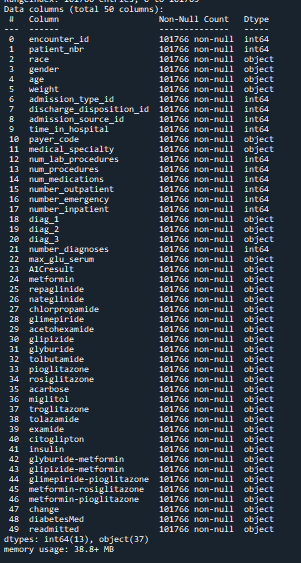 Data columns (total 50 columns):
#   Column   Non-Null Count   Dtype
---  ------   --------------   -----
0   encounter_id   101766 non-null   int64
1   patient_nbr   101766 non-null   int64
2   race   101766 non-null   object
3   gender   101766 non-null   object
4   age   101766 non-null   object
5   weight   101766 non-null   object
6   admission_type_id   101766 non-null   int64
7   discharge_disposition_id   101766 non-null   int64
8   admission_source_id   101766 non-null   int64
9   time_in_hospital   101766 non-null   int64
10   payer_code   101766 non-null   object
11   medical_specialty   101766 non-null   object
12   num_lab_procedures   101766 non-null   int64
13   num_procedures   101766 non-null   int64
14   num_medications   101766 non-null   int64
15   number_outpatient   101766 non-null   int64
16   number_emergency   101766 non-null   int64
17   number_inpatient   101766 non-null   int64
18   diag_1   101766 non-null   object
19   diag_2   101766 non-null   object
20   diag_3   101766 non-null   object
21   number_diagnoses   101766 non-null   int64
22   max_glu_serum   101766 non-null   object
23   A1Cresult   101766 non-null   object
24   metformin   101766 non-null   object
25   repaglinide   101766 non-null   object
26   nateglinide   101766 non-null   object
27   chlorpropamide   101766 non-null   object
28   glimepiride   101766 non-null   object
29   acetohexamide   101766 non-null   object
30   glipizide   101766 non-null   object
31   glyburide   101766 non-null   object
32   tolbutamide   101766 non-null   object
33   pioglitazone   101766 non-null   object
34   rosiglitazone   101766 non-null   object
35   acarbose   101766 non-null   object
36   miglitol   101766 non-null   object
37   troglitazone   101766 non-null   object
38   tolazamide   101766 non-null   object
39   examide   101766 non-null   object
40   citoglipton   101766 non-null   object
41   insulin   101766 non-null   object
42   glyburide-metformin   101766 non-null   object
43   glipizide-metformin   101766 non-null   object
44   glimepiride-pioglitazone   101766 non-null   object
45   metformin-rosiglitazone   101766 non-null   object
46   metformin-pioglitazone   101766 non-null   object
47   change   101766 non-null   object
48   diabetesMed   101766 non-null   object
49   readmitted   101766 non-null   object
dtypes: int64(13), object(37)
memory usage: 38.8+ MB